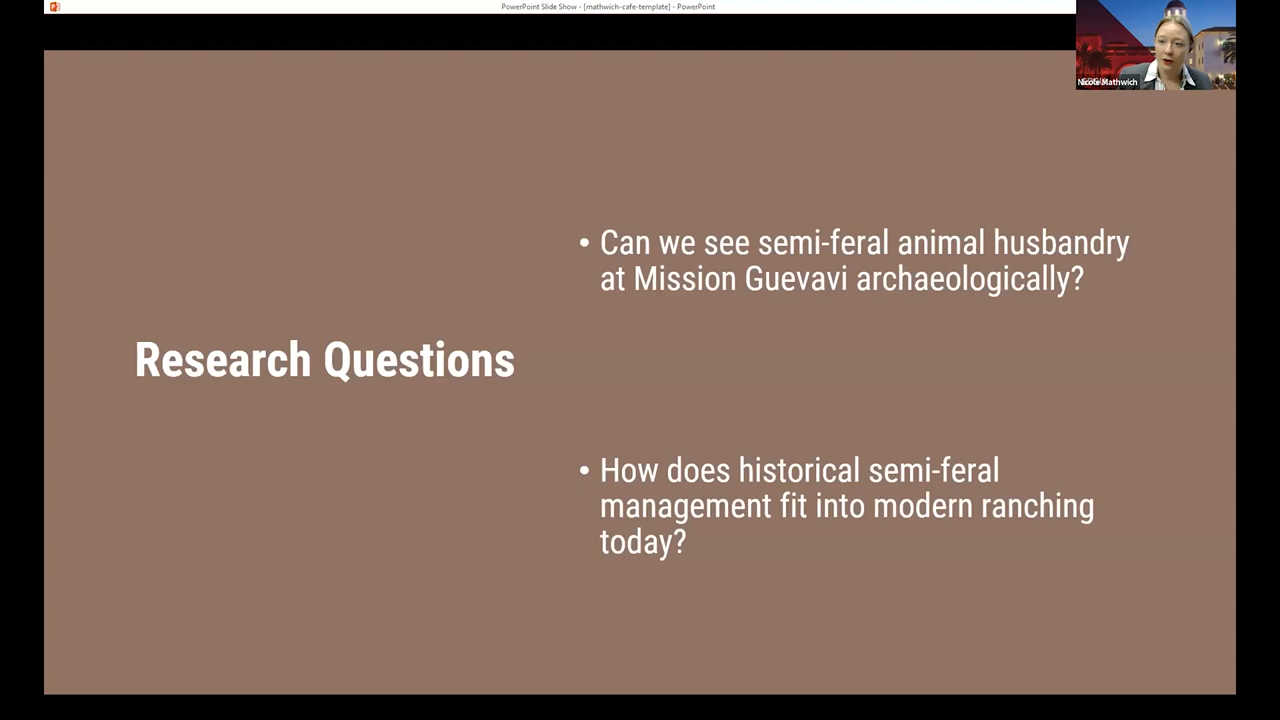 PowerPoint Slide Show - [mathwich-cafe-template] - PowerPoint
Nicole Mathwich
Research Questions
• Can we see semi-feral animal husbandry
at Mission Guevavi archaeologically?
• How does historical semi-feral
management fit into modern ranching
today?